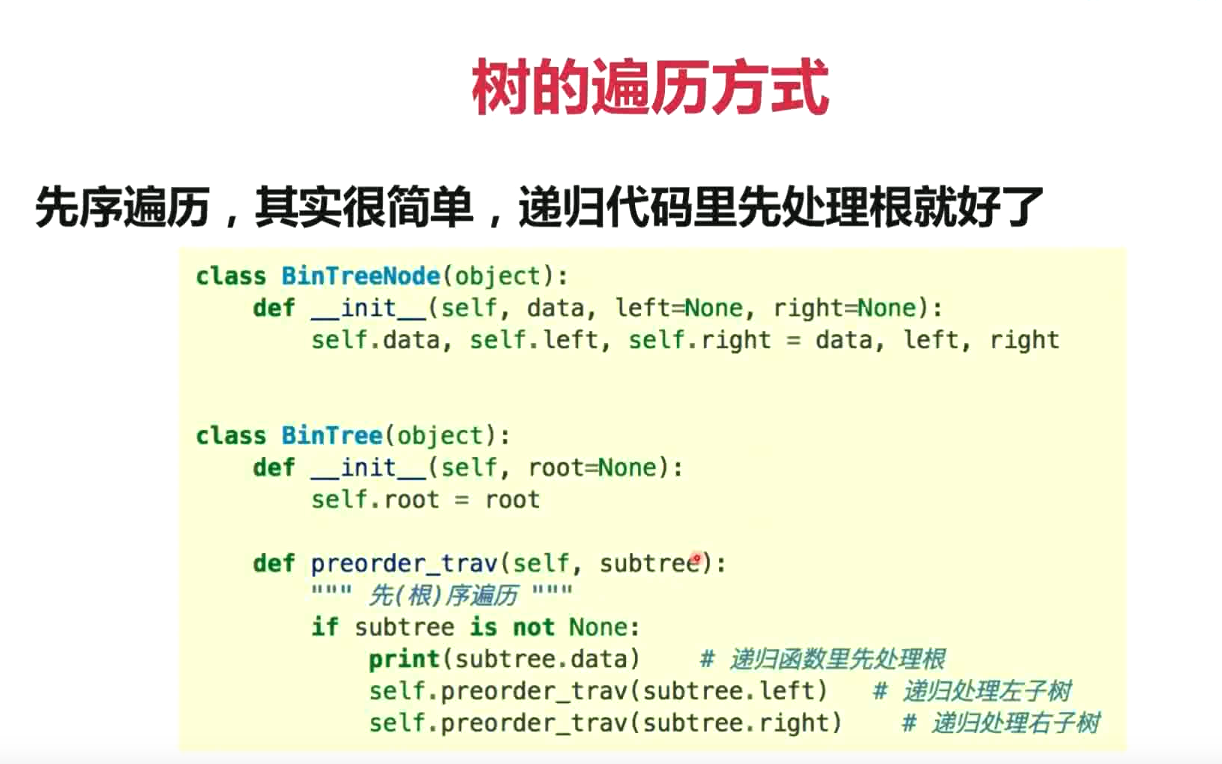 树的遍历方式
先序遍历，其实很简单，递归代码里先处理根就好了
class BinTreeNode(object):
    def __init__(self, data, left=None, right=None):
        self.data, self.left, self.right = data, left, right
class BinTree(object):
    def __init__(self, root=None):
        self.root = root
    def preorder_trav(self, subtree):
        """ 先(根)序遍历 """
        if subtree is not None:
            print(subtree.data)    # 递归函数里先处理根
            self.preorder_trav(subtree.left)   # 递归处理左子树
            self.preorder_trav(subtree.right)    # 递归处理右子树